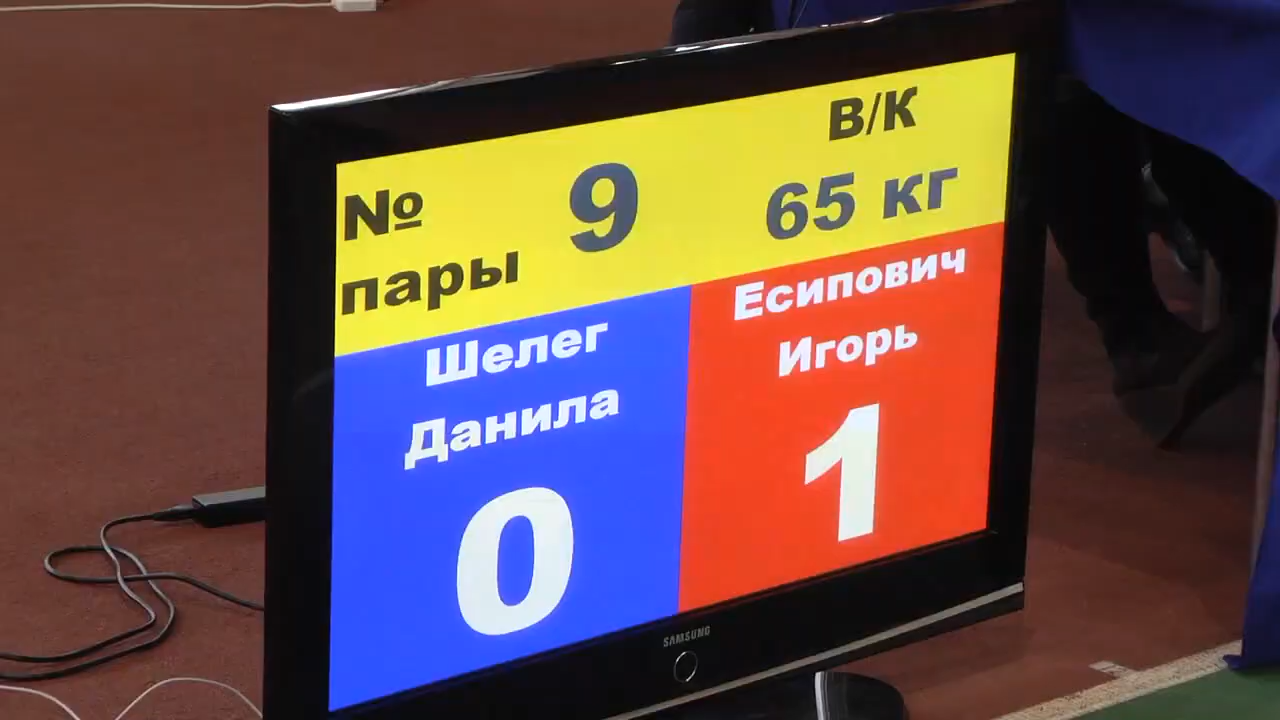 № пары
9
В/К
65 кг
Шелег
Данила
0
Есипович
Игорь
1
SAMSUNG